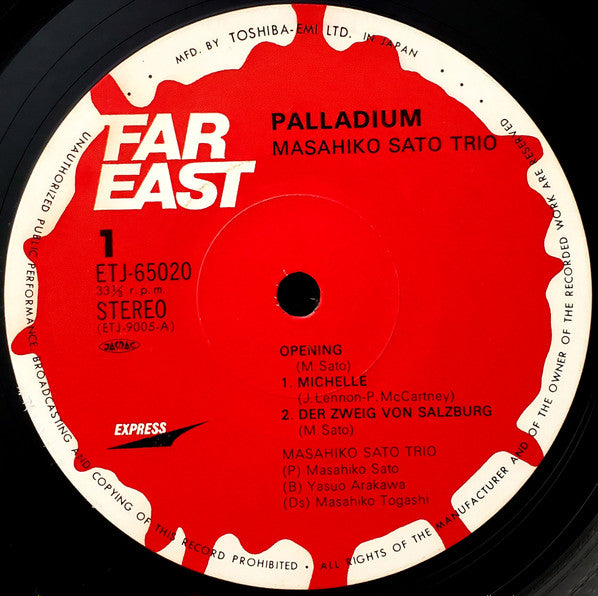 MFD. BY TOSHIBA-EMI LTD. IN JAPAN
FAR
EAST
PALLADIUM
MASAHIKO SATO TRIO
1
ETJ-65020
33⅓ r.p.m.
STEREO
(ETJ-9005-A)
JASRAC
EXPRESS
OPENING
(M. Sato)
1. MICHELLE
(J. Lennon-P. McCartney)
2. DER ZWEIG VON SALZBURG
(M. Sato)
MASAHIKO SATO TRIO
(P) Masahiko Sato
(B) Yasuo Arakawa
(Ds) Masahiko Togashi
UNAUTHORIZED PUBLIC PERFORMANCE, BROADCASTING AND COPYING OF THIS RECORD PROHIBITED • ALL RIGHTS OF THE MANUFACTURER AND OF THE OWNER OF THE RECORDED WORK ARE RESERVED